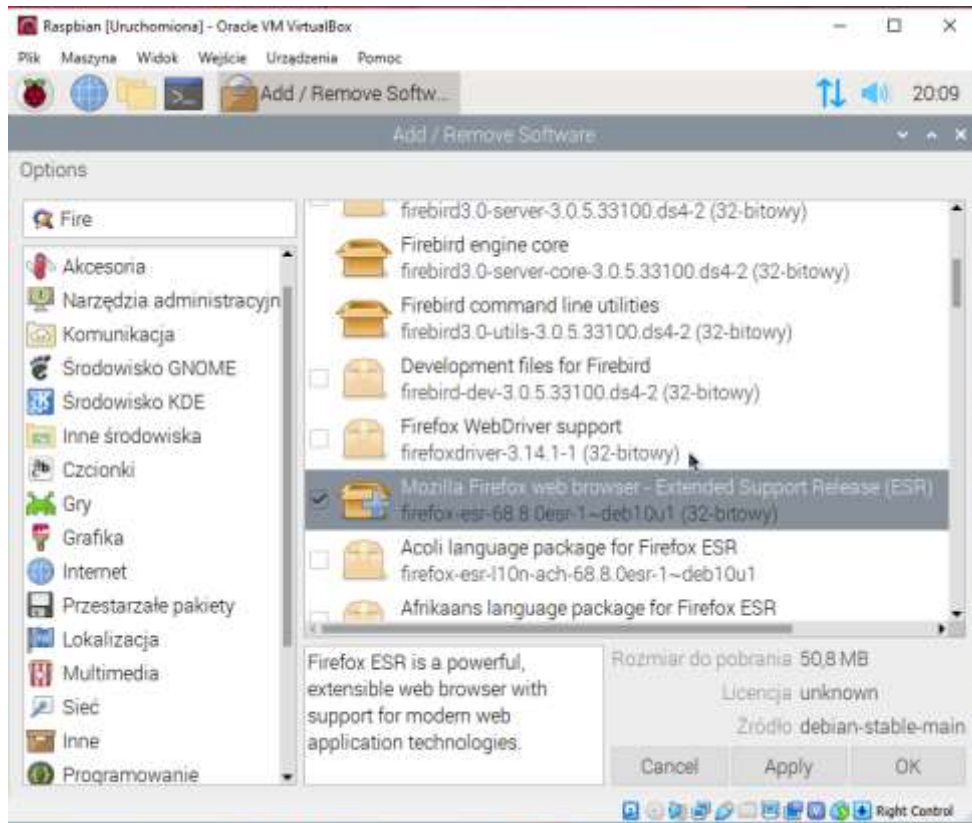 Raspbian [Uruchomiona] - Oracle VM VirtualBox
Plik Maszyna Widok Wejście Urządzenia Pomoc
Add / Remove Softw... 20:09
Add / Remove Software
Options
Fire
Akcesoria
Narzędzia administracyjn
Komunikacja
Środowisko GNOME
Środowisko KDE
Inne środowiska
Czcionki
Gry
Grafika
Internet
Przestarzałe pakiety
Lokalizacja
Multimedia
Sieć
Inne
Programowanie
firebird3.0-server-3.0.5.33100.ds4-2 (32-bitowy)
Firebird engine core
firebird3.0-server-core-3.0.5.33100.ds4-2 (32-bitowy)
Firebird command line utilities
firebird3.0-utils-3.0.5.33100.ds4-2 (32-bitowy)
Development files for Firebird
firebird-dev-3.0.5.33100.ds4-2 (32-bitowy)
Firefox WebDriver support
firefoxdriver-3.14.1-1 (32-bitowy)
Mozilla Firefox web browser - Extended Support Release (ESR)
firefox-esr-68.8.0esr-1~deb10u1 (32-bitowy)
Acoli language package for Firefox ESR
firefox-esr-l10n-ach-68.8.0esr-1~deb10u1
Afrikaans language package for Firefox ESR
Firefox ESR is a powerful,
extensible web browser with
support for modern web
application technologies.
Rozmiar do pobrania 50,8 MB
Licencja unknown
Źródło debian-stable-main
Cancel Apply OK
Right Control